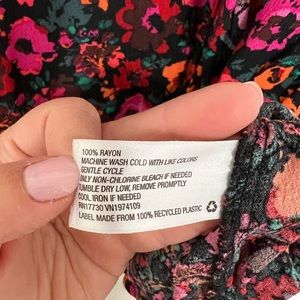 100% RAYON
MACHINE WASH COLD WITH LIKE COLORS
GENTLE CYCLE
ONLY NON-CHLORINE BLEACH IF NEEDED
TUMBLE DRY LOW, REMOVE PROMPTLY
COOL IRON IF NEEDED
RN17730 VN1974109
LABEL MADE FROM 100% RECYCLED PLASTIC